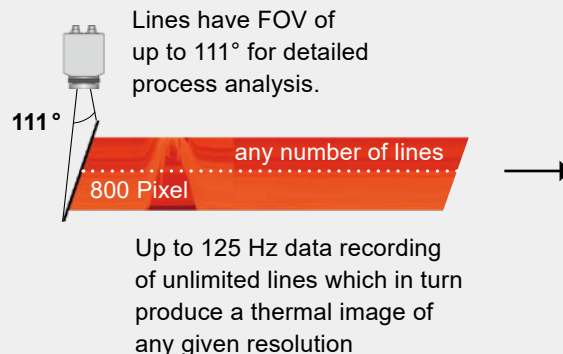 Lines have FOV of
up to 111° for detailed
process analysis.
111°
any number of lines
800 Pixel
Up to 125 Hz data recording
of unlimited lines which in turn
produce a thermal image of
any given resolution